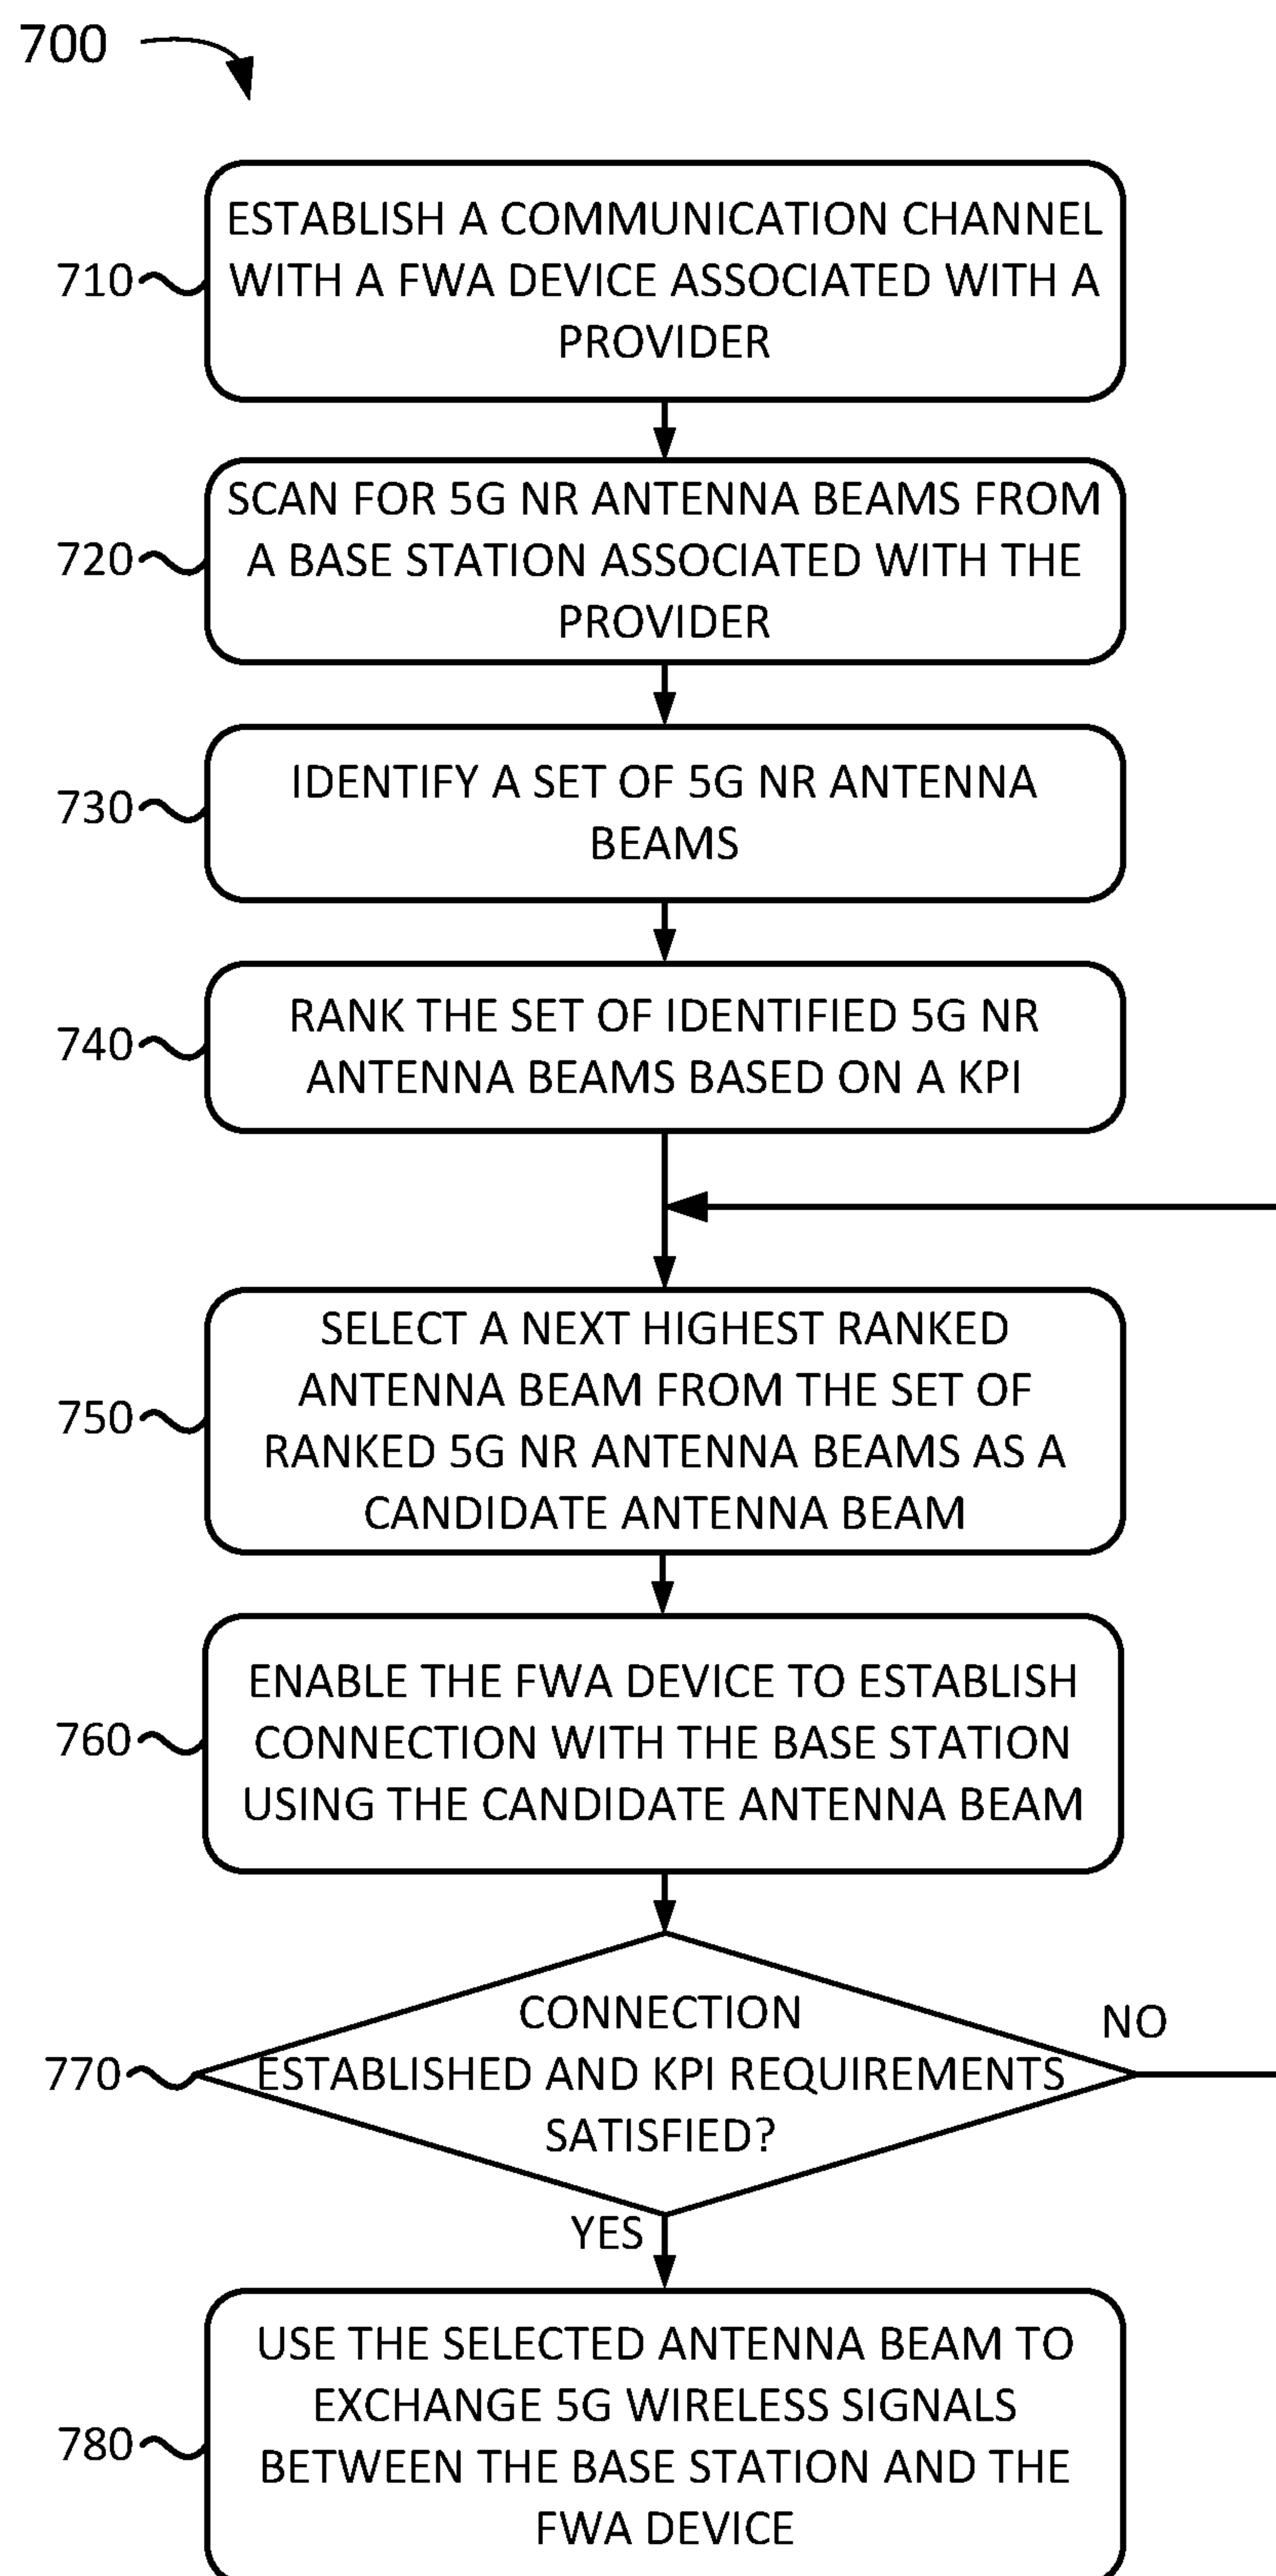 700
ESTABLISH A COMMUNICATION CHANNEL
WITH A FWA DEVICE ASSOCIATED WITH A
PROVIDER
710
SCAN FOR 5G NR ANTENNA BEAMS FROM
A BASE STATION ASSOCIATED WITH THE
PROVIDER
720
IDENTIFY A SET OF 5G NR ANTENNA
BEAMS
730
RANK THE SET OF IDENTIFIED 5G NR
ANTENNA BEAMS BASED ON A KPI
740
SELECT A NEXT HIGHEST RANKED
ANTENNA BEAM FROM THE SET OF
RANKED 5G NR ANTENNA BEAMS AS A
CANDIDATE ANTENNA BEAM
750
ENABLE THE FWA DEVICE TO ESTABLISH
CONNECTION WITH THE BASE STATION
USING THE CANDIDATE ANTENNA BEAM
760
CONNECTION
ESTABLISHED AND KPI REQUIREMENTS
SATISFIED?
770
NO
YES
USE THE SELECTED ANTENNA BEAM TO
EXCHANGE 5G WIRELESS SIGNALS
BETWEEN THE BASE STATION AND THE
FWA DEVICE
780